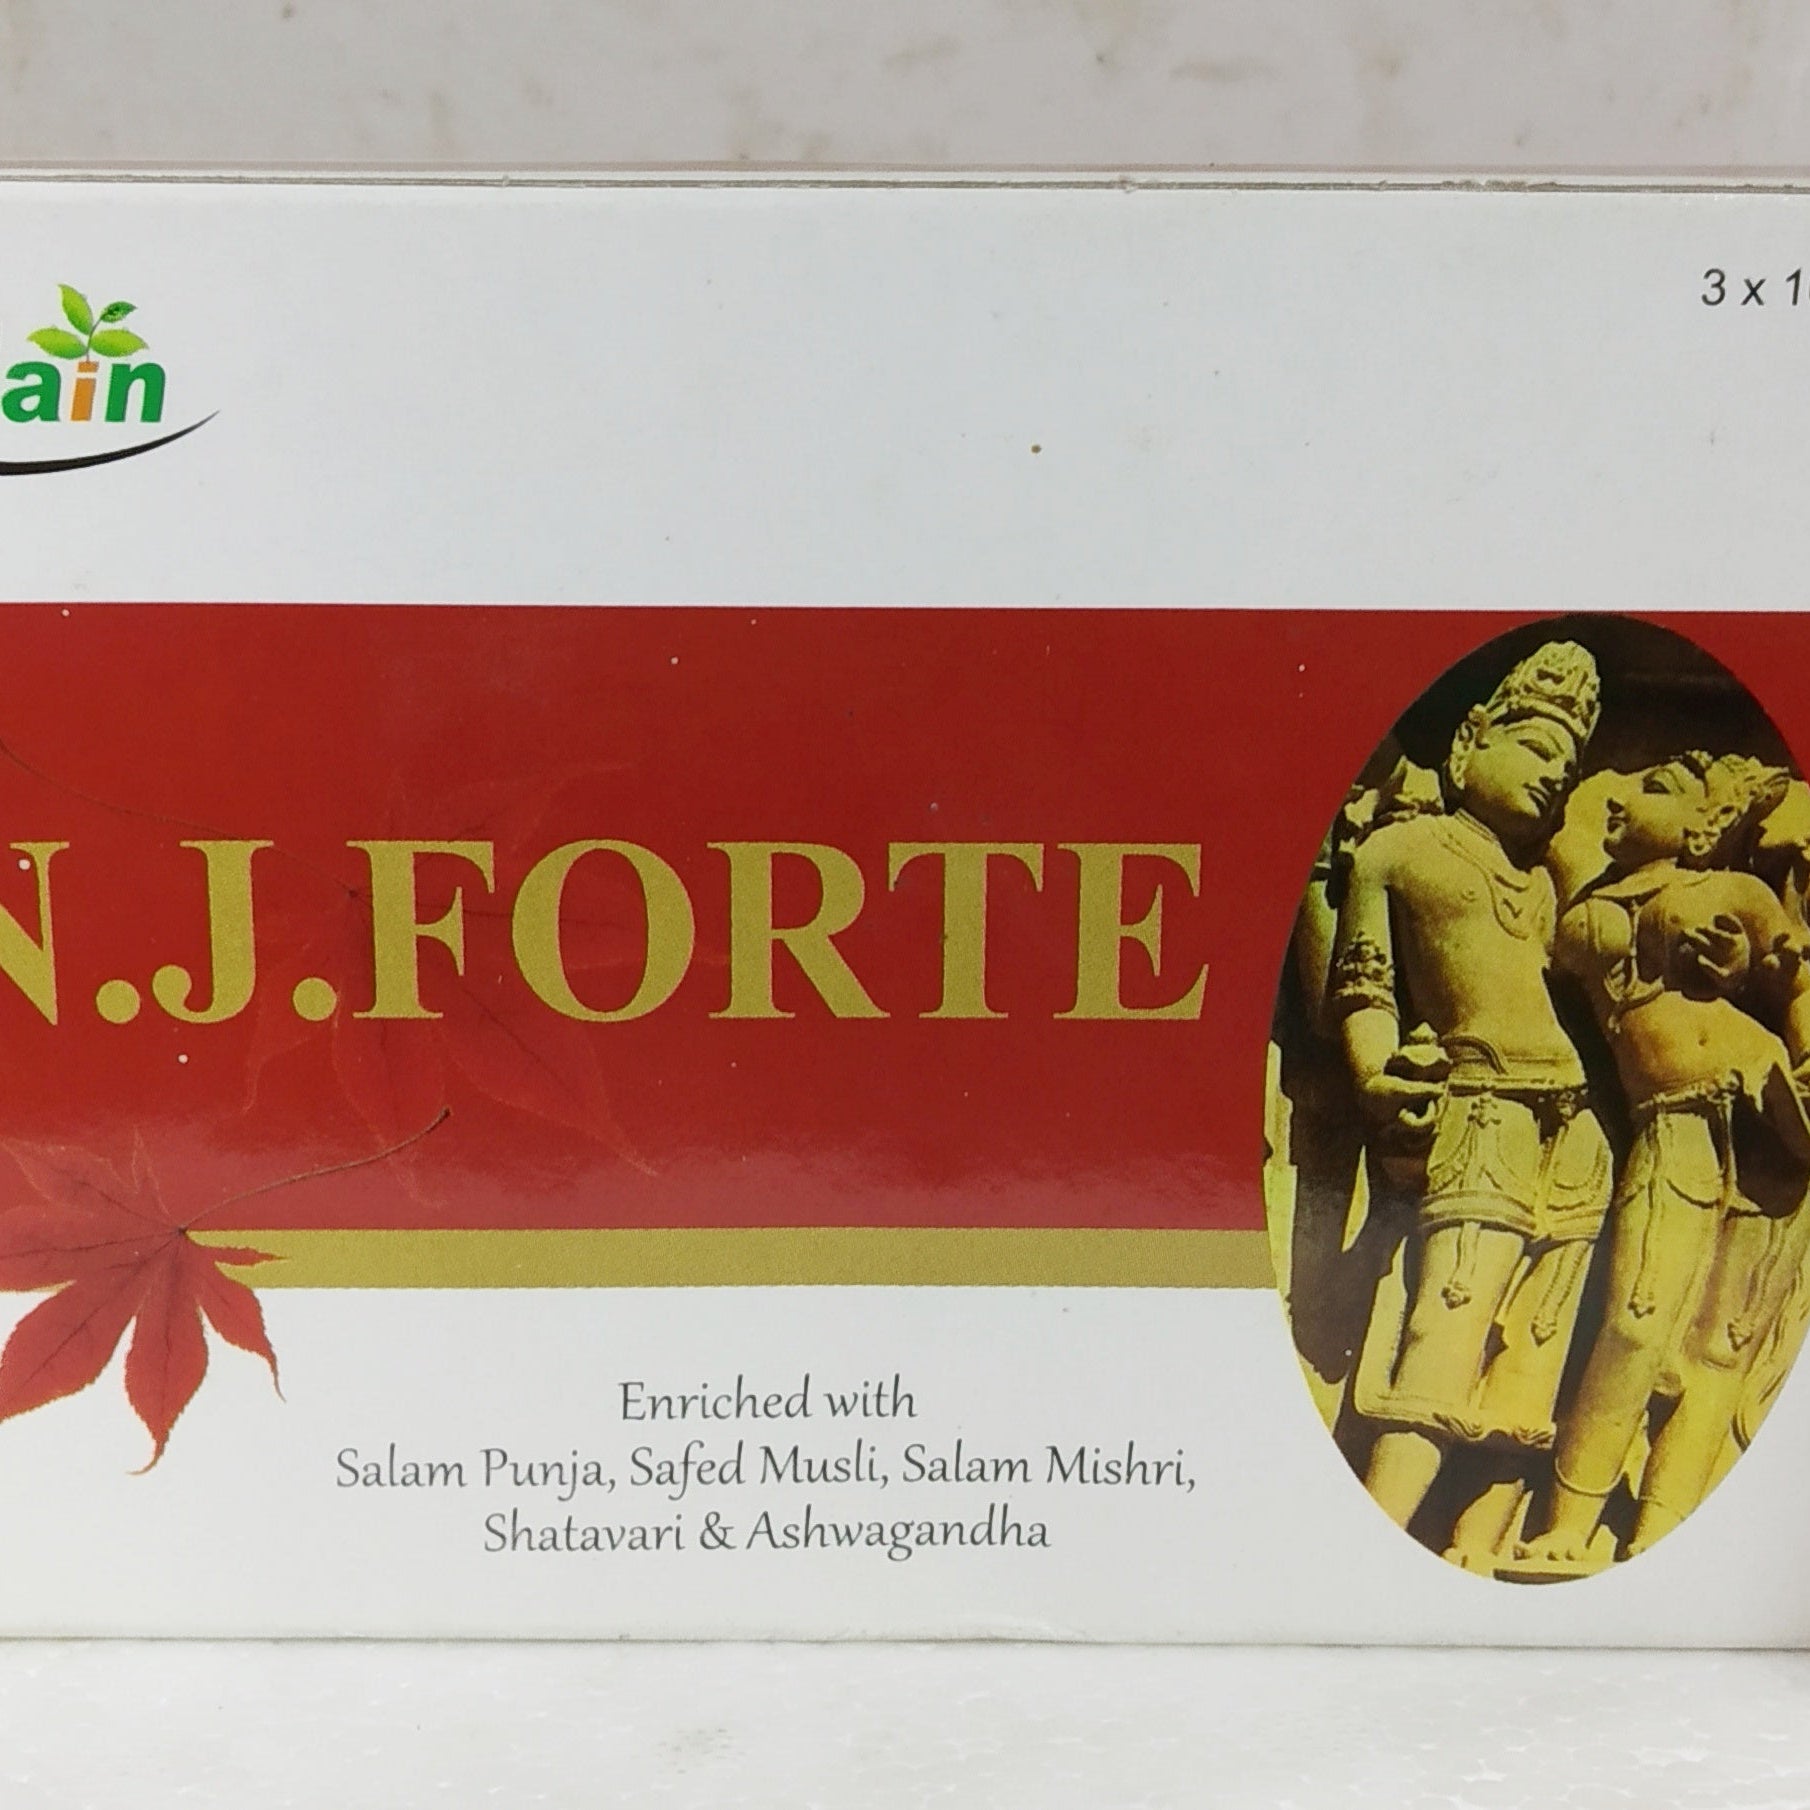 ain
3 x 1
N.J.FORTE
Enriched with
Salam Punja, Safed Musli, Salam Mishri,
Shatavari & Ashwagandha